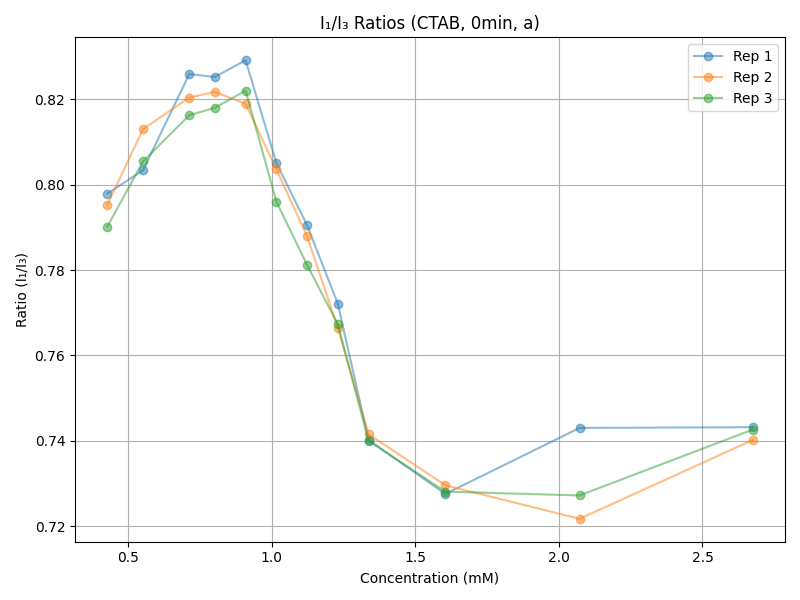 I₁/I₃ Ratios (CTAB, 0min, a)
Rep 1
Rep 2
Rep 3
Ratio (I₁/I₃)
0.82
0.80
0.78
0.76
0.74
0.72
0.5
1.0
1.5
2.0
2.5
Concentration (mM)